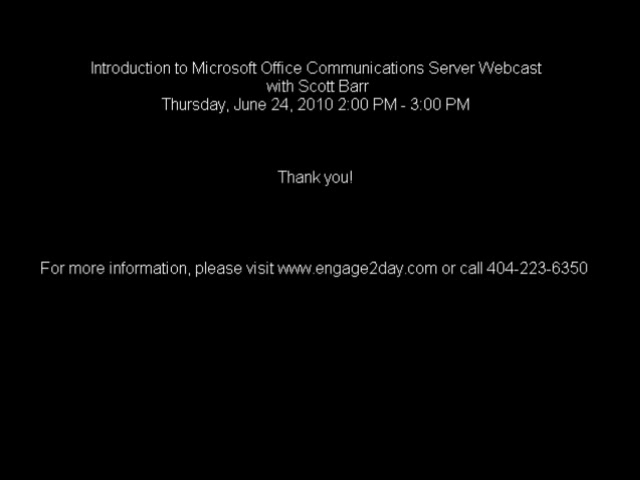 Introduction to Microsoft Office Communications Server Webcast
with Scott Barr
Thursday, June 24, 2010 2:00 PM - 3:00 PM
Thank you!
For more information, please visit www.engage2day.com or call 404-223-6350